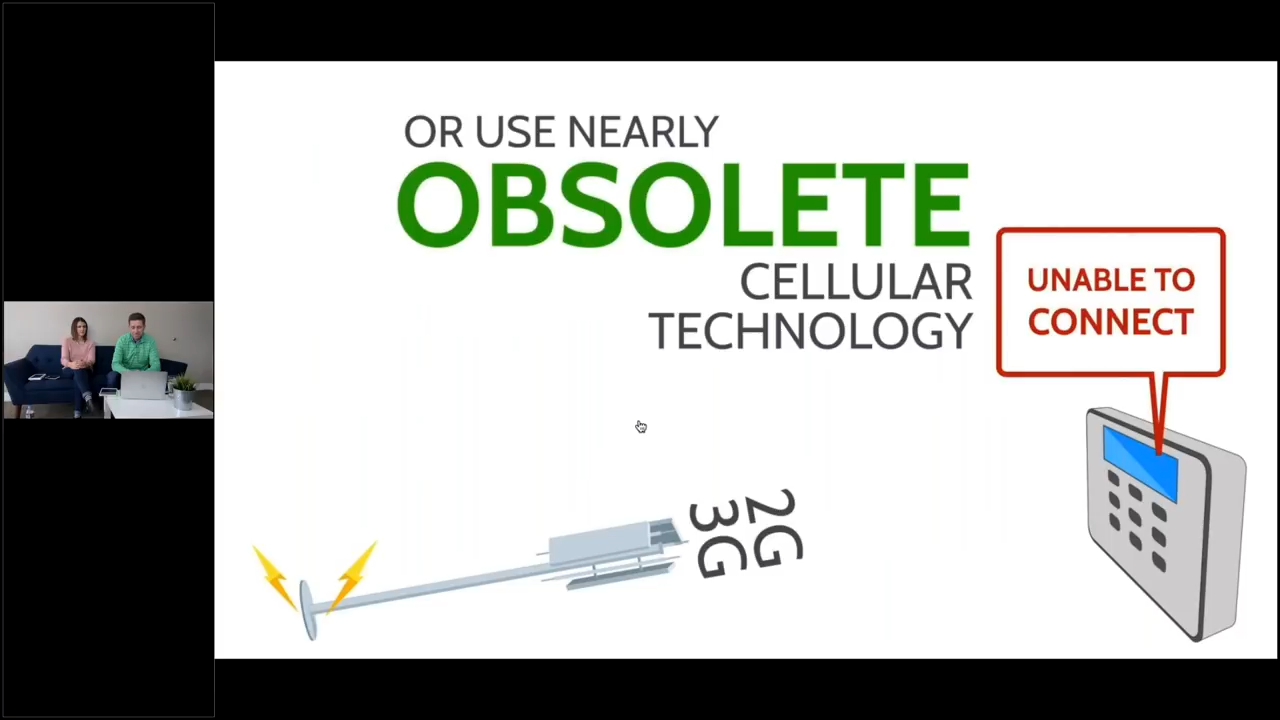 OR USE NEARLY
OBSOLETE
CELLULAR
TECHNOLOGY
UNABLE TO
CONNECT
2G
3G